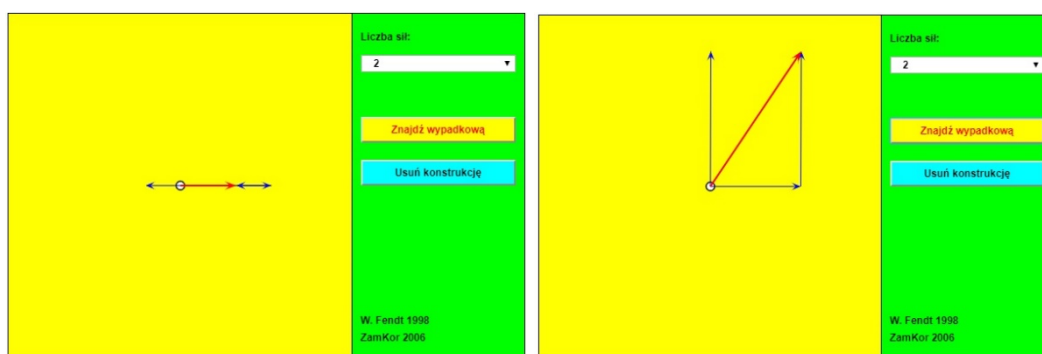 Liczba sił:
2
Znajdź wypadkową
Usuń konstrukcję
W. Fendt 1998
ZamKor 2006
Liczba sił:
2
Znajdź wypadkową
Usuń konstrukcję
W. Fendt 1998
ZamKor 2006